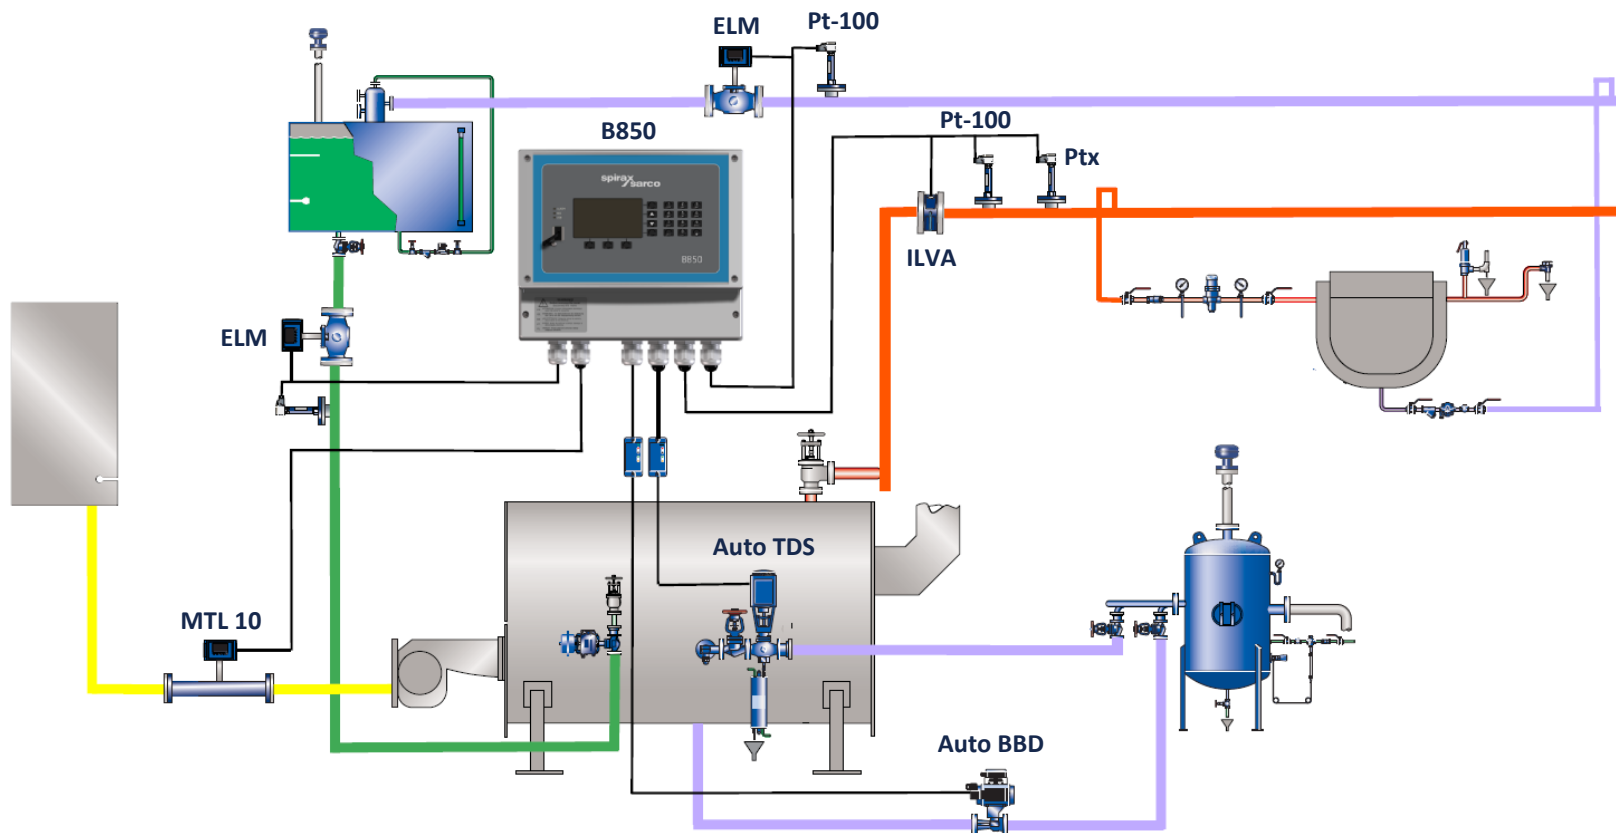 ELM
Pt-100
B850
Pt-100
Ptx
spirax
sarco
ILVA
B850
ELM
Auto TDS
MTL 10
Auto BBD